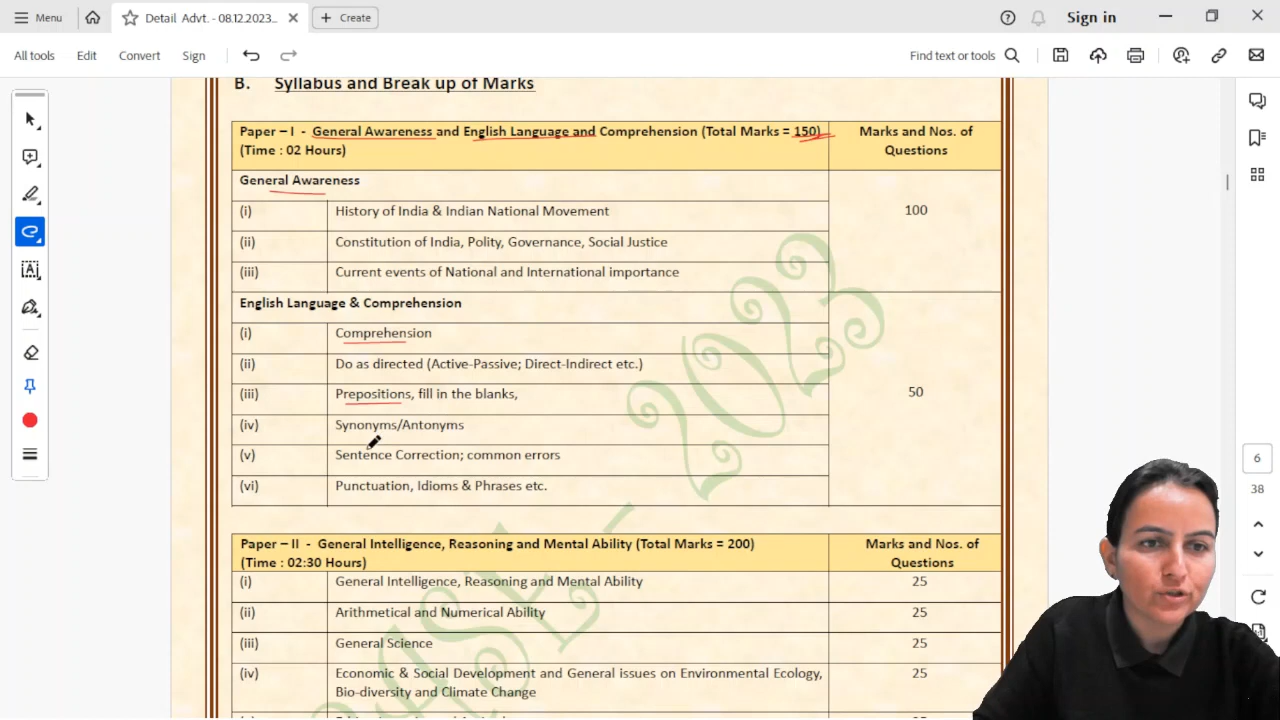 Menu
Detail Advt. - 08.12.2023...
Create
Sign in
All tools
Edit
Convert
Sign
Find text or tools
B. Syllabus and Break up of Marks
Paper – I - General Awareness and English Language and Comprehension (Total Marks = 150)
(Time : 02 Hours)
Marks and Nos. of
Questions
General Awareness
(i) History of India & Indian National Movement
100
(ii) Constitution of India, Polity, Governance, Social Justice
(iii) Current events of National and International importance
English Language & Comprehension
(i) Comprehension
(ii) Do as directed (Active-Passive; Direct-Indirect etc.)
(iii) Prepositions, fill in the blanks,
50
(iv) Synonyms/Antonyms
(v) Sentence Correction; common errors
(vi) Punctuation, Idioms & Phrases etc.
Paper – II - General Intelligence, Reasoning and Mental Ability (Total Marks = 200)
(Time : 02:30 Hours)
Marks and Nos. of
Questions
(i) General Intelligence, Reasoning and Mental Ability 25
(ii) Arithmetical and Numerical Ability 25
(iii) General Science 25
(iv) Economic & Social Development and General issues on Environmental Ecology, 25
Bio-diversity and Climate Change
6
38
2023